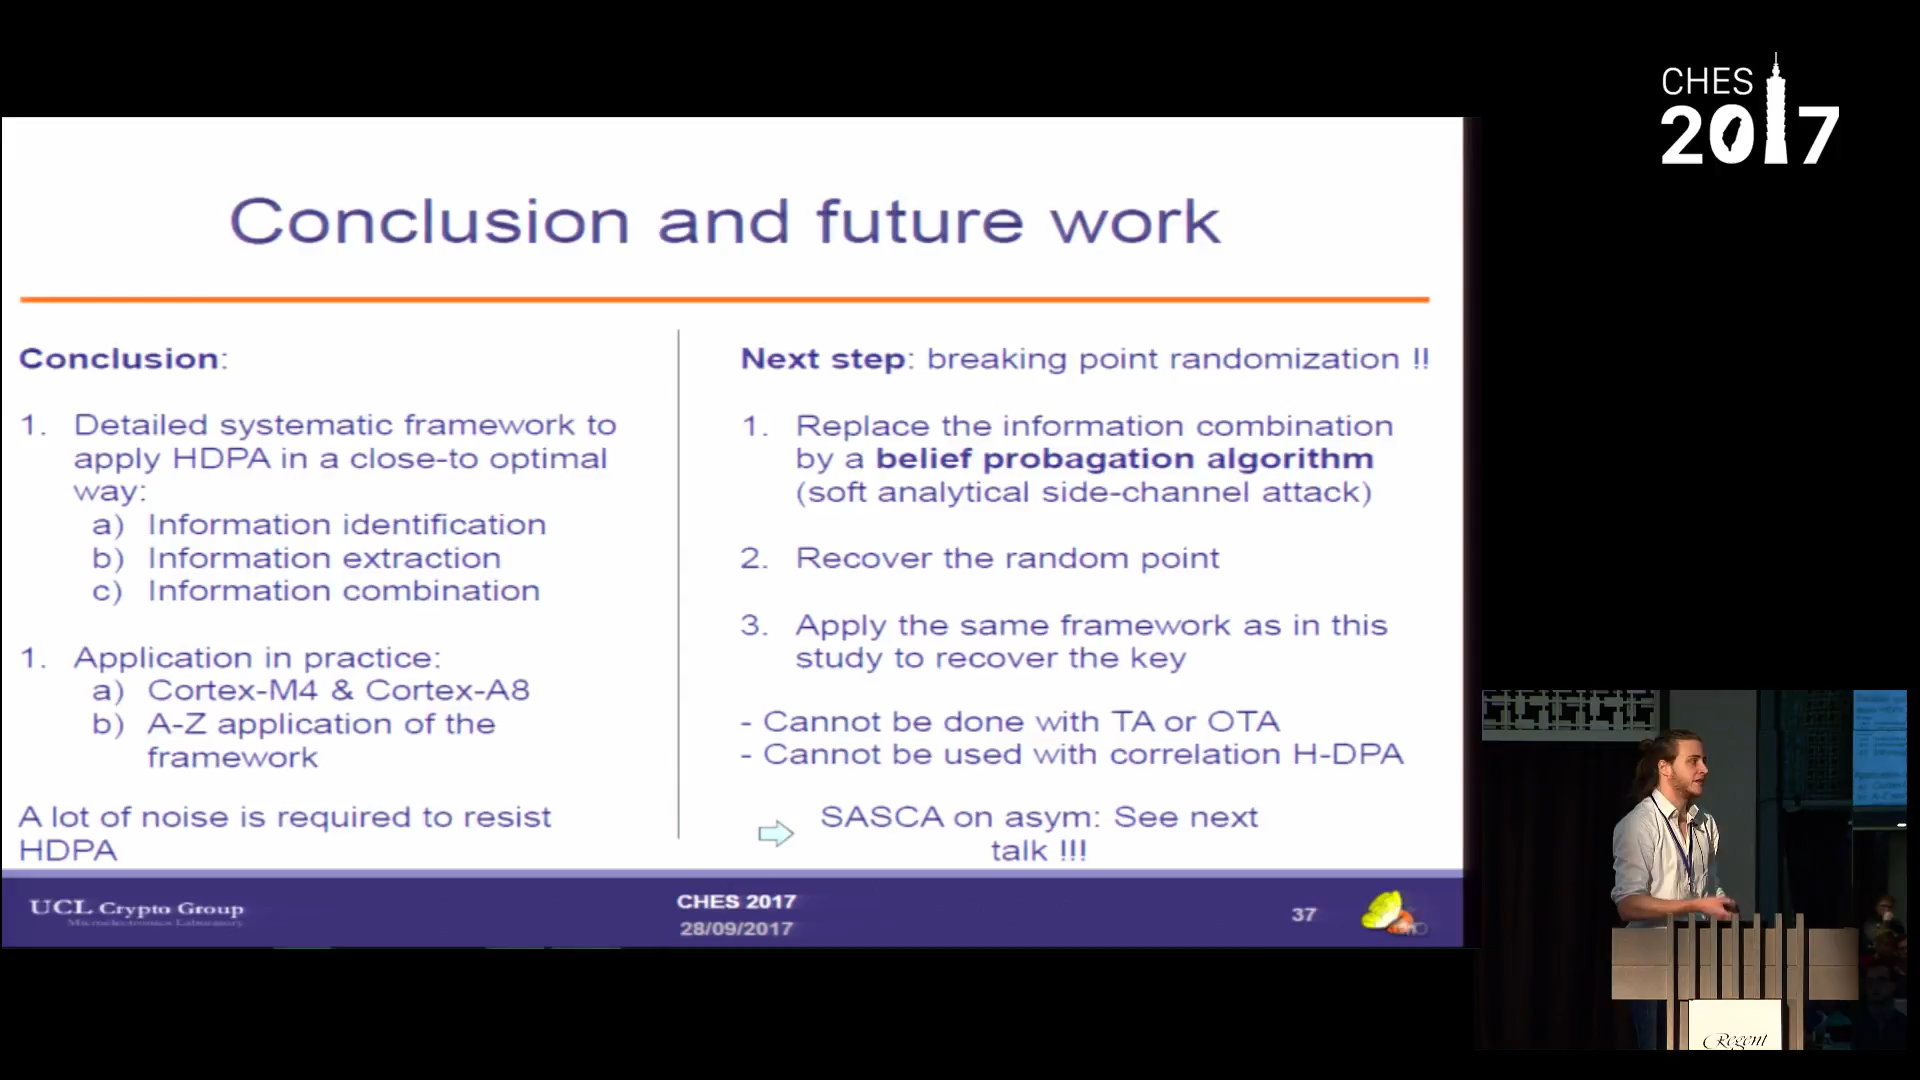 CHES
2017
Conclusion and future work
Conclusion:
1. Detailed systematic framework to
apply HDPA in a close-to optimal
way:
a) Information identification
b) Information extraction
c) Information combination
1. Application in practice:
a) Cortex-M4 & Cortex-A8
b) A-Z application of the
framework
A lot of noise is required to resist
HDPA
Next step: breaking point randomization !!
1. Replace the information combination
by a belief probagation algorithm
(soft analytical side-channel attack)
2. Recover the random point
3. Apply the same framework as in this
study to recover the key
- Cannot be done with TA or OTA
- Cannot be used with correlation H-DPA
SASCA on asym: See next
talk !!!
UCL Crypto Group
Microelectronics Laboratory
CHES 2017
28/09/2017
37
Regent